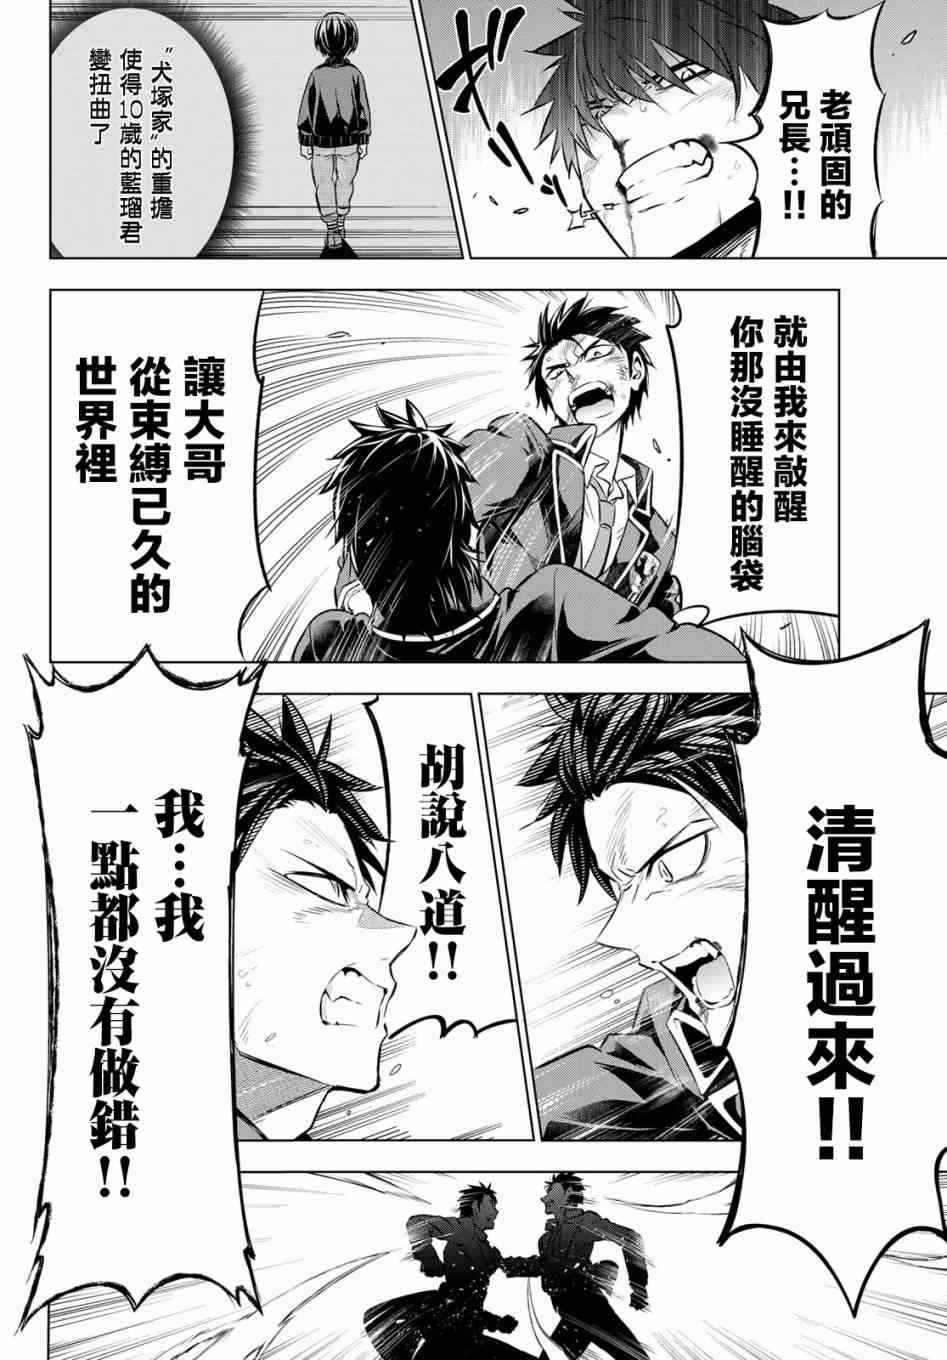 老頑固的
兄長…!!
"犬塚家"的重擔
使得10歲的藍瑠君
變扭曲了
就由我來敲醒
你那沒睡醒的腦袋
讓大哥
從束縛已久的
世界裡
清醒過來!!
胡說八道!!
我…我
一點都沒有做錯!!